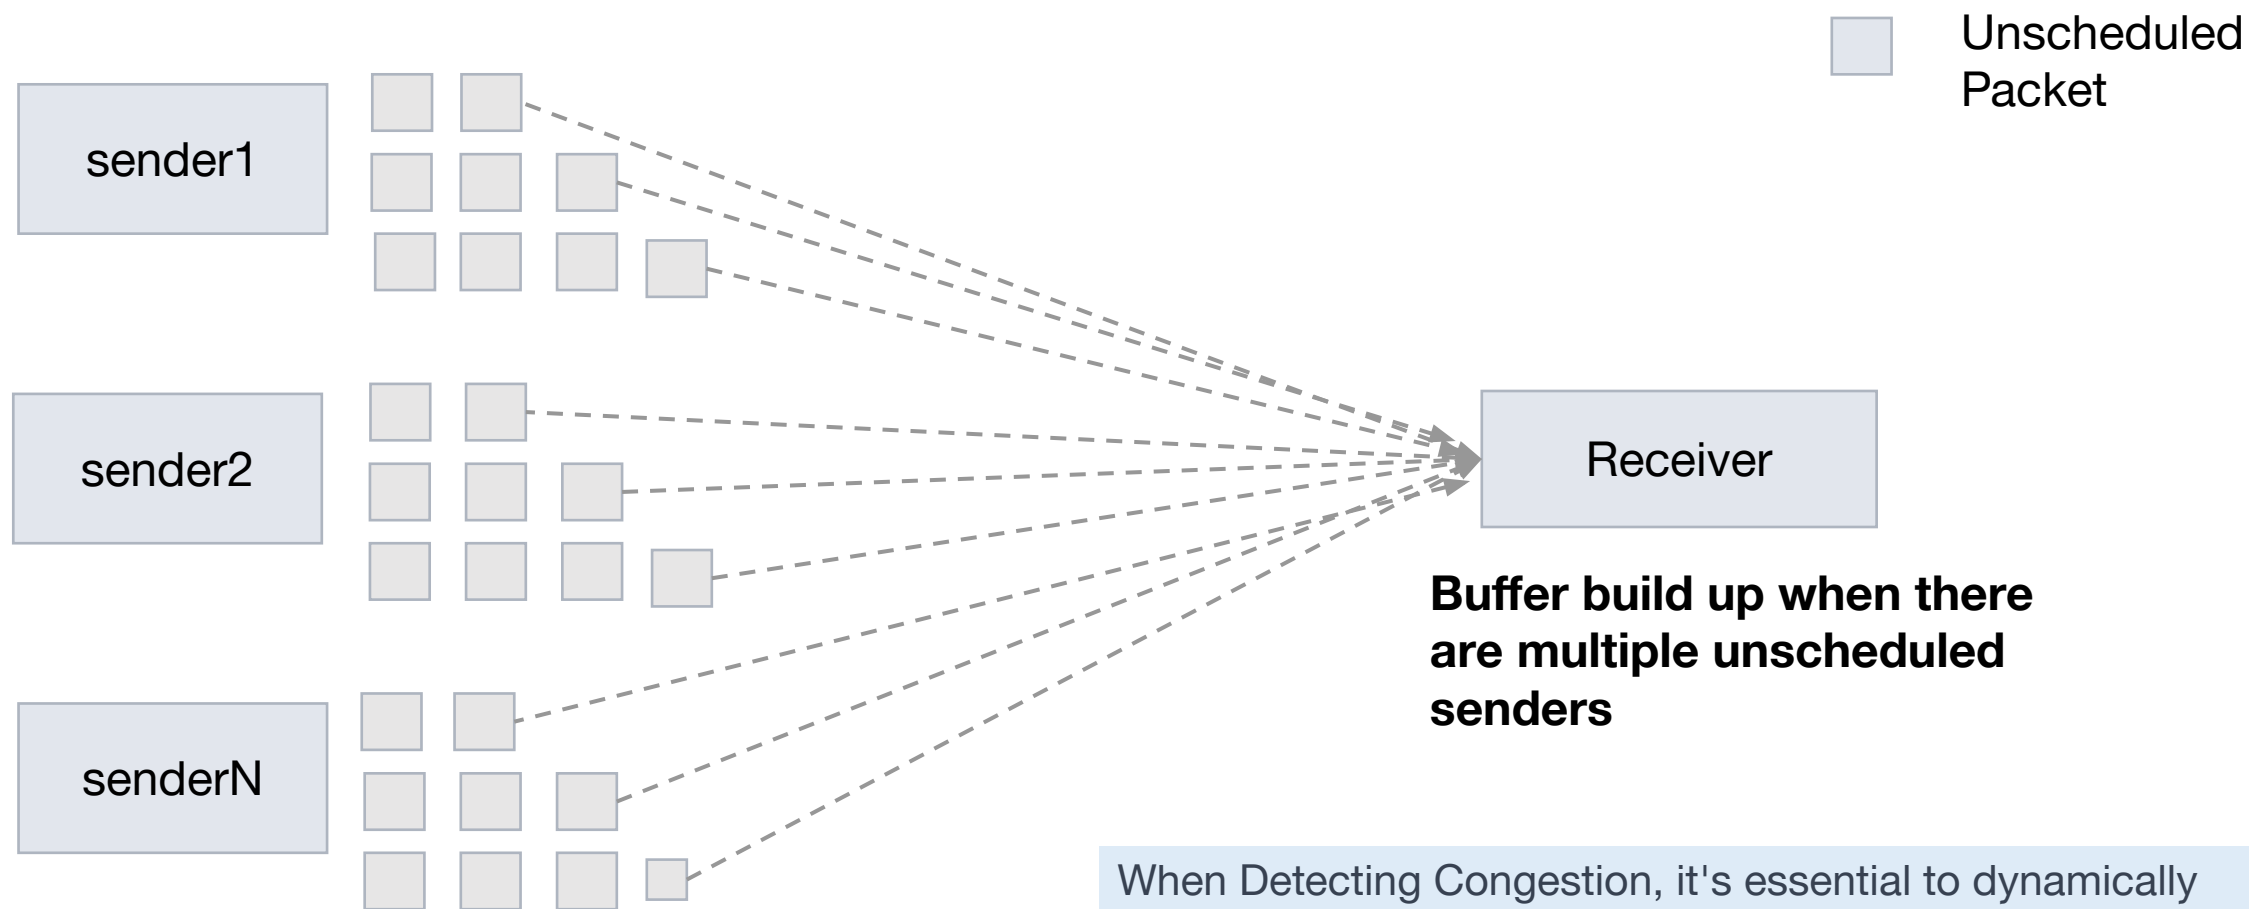 Unscheduled
Packet
sender1
sender2
Receiver
Buffer build up when there
are multiple unscheduled
senders
senderN
When Detecting Congestion, it's essential to dynamically